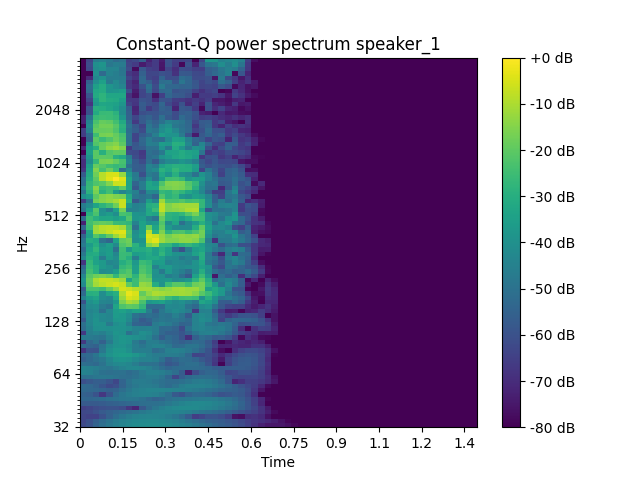 Constant-Q power spectrum speaker_1
+0 dB
2048
-10 dB
1024
-20 dB
512
-30 dB
Hz
-40 dB
256
-50 dB
128
-60 dB
64
-70 dB
32
-80 dB
0 0.15 0.3 0.45 0.6 0.75 0.9 1.1 1.2 1.4
Time